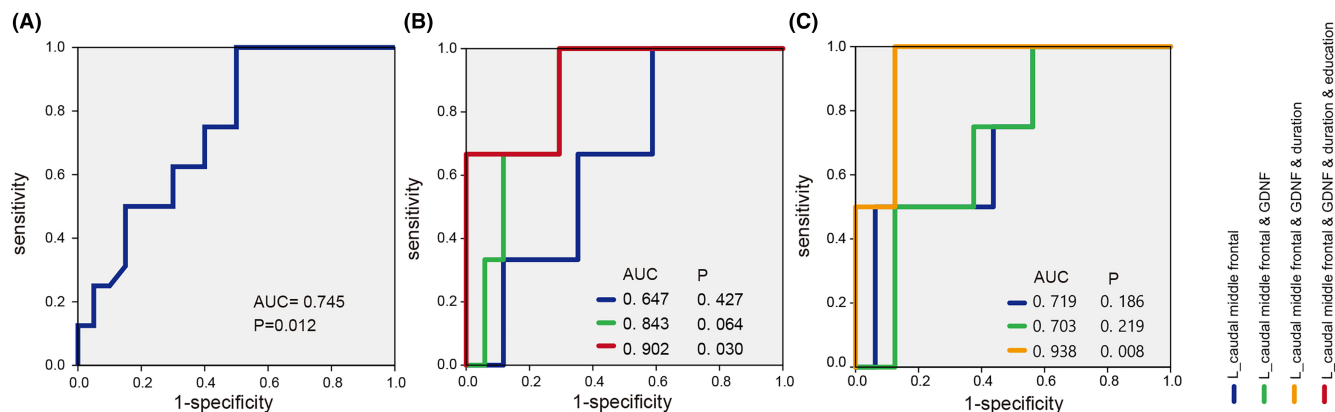 (A)
1.0
0.8
0.6
0.4
0.2
0.0
sensitivity
AUC= 0.745
P=0.012
0.0 0.2 0.4 0.6 0.8 1.0
1-specificity
(B)
1.0
0.8
0.6
0.4
0.2
0.0
sensitivity
AUC P
0. 647 0. 427
0. 843 0. 064
0. 902 0. 030
0.0 0.2 0.4 0.6 0.8 1.0
1-specificity
(C)
1.0
0.8
0.6
0.4
0.2
0.0
sensitivity
AUC P
0. 719 0. 186
0. 703 0. 219
0. 938 0. 008
0.0 0.2 0.4 0.6 0.8 1.0
1-specificity
L_caudal middle frontal
L_caudal middle frontal & GDNF
L_caudal middle frontal & GDNF & duration
L_caudal middle frontal & GDNF & duration & education